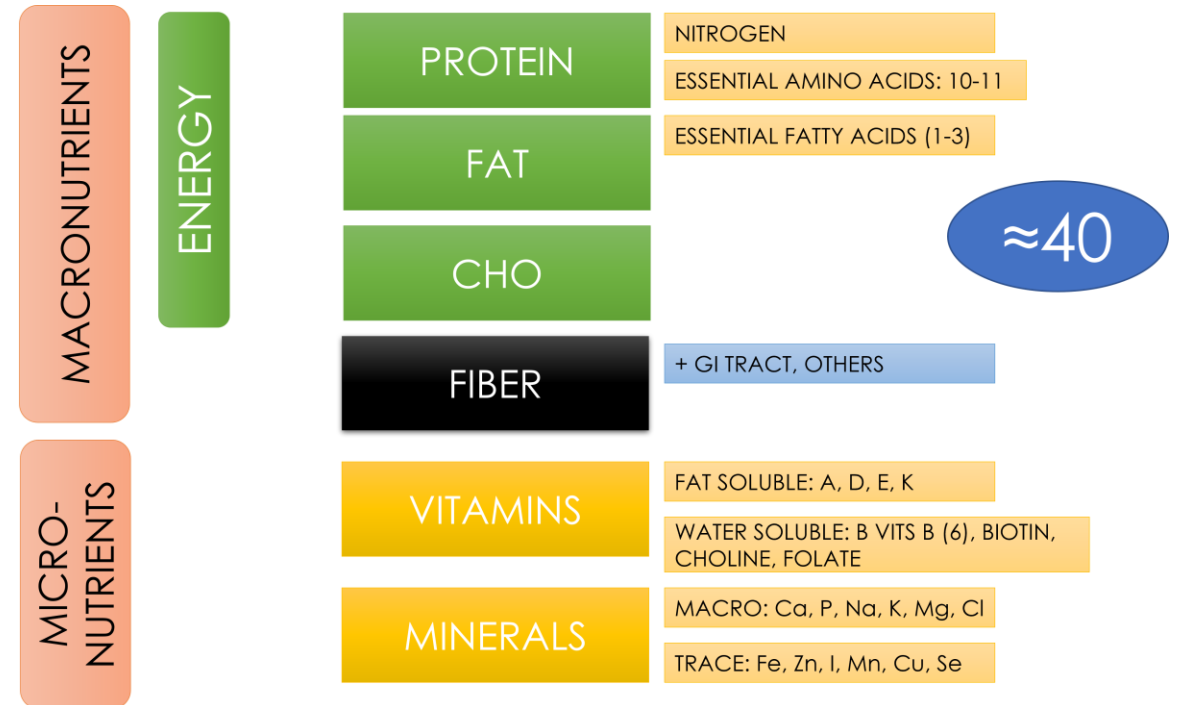 MACRONUTRIENTS
ENERGY
PROTEIN
NITROGEN
ESSENTIAL AMINO ACIDS: 10-11
FAT
ESSENTIAL FATTY ACIDS (1-3)
≈40
CHO
FIBER
+ GI TRACT, OTHERS
MICRO-
NUTRIENTS
VITAMINS
FAT SOLUBLE: A, D, E, K
WATER SOLUBLE: B VITS B (6), BIOTIN,
CHOLINE, FOLATE
MINERALS
MACRO: Ca, P, Na, K, Mg, Cl
TRACE: Fe, Zn, I, Mn, Cu, Se